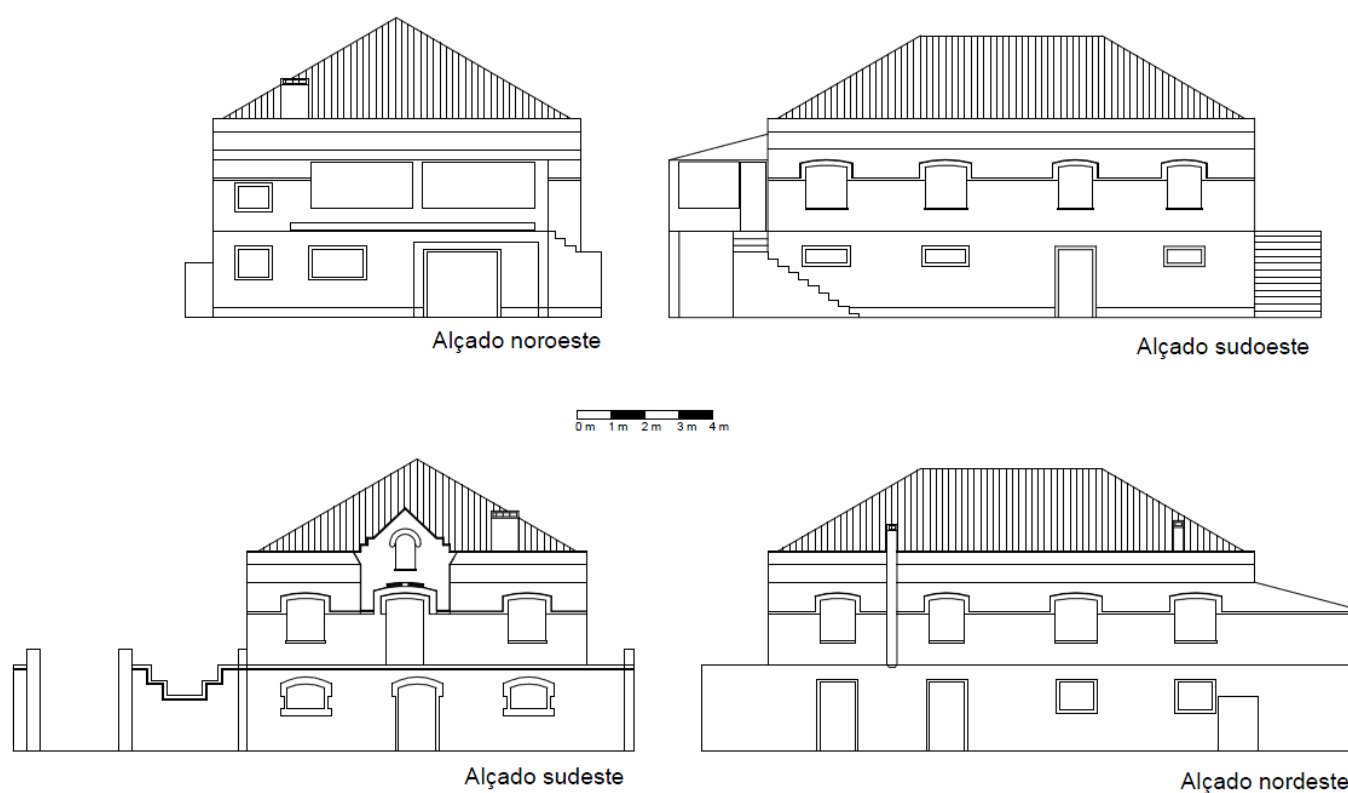 Alçado noroeste
Alçado sudoeste
0 m 1 m 2 m 3 m 4 m
Alçado sudeste
Alçado nordeste